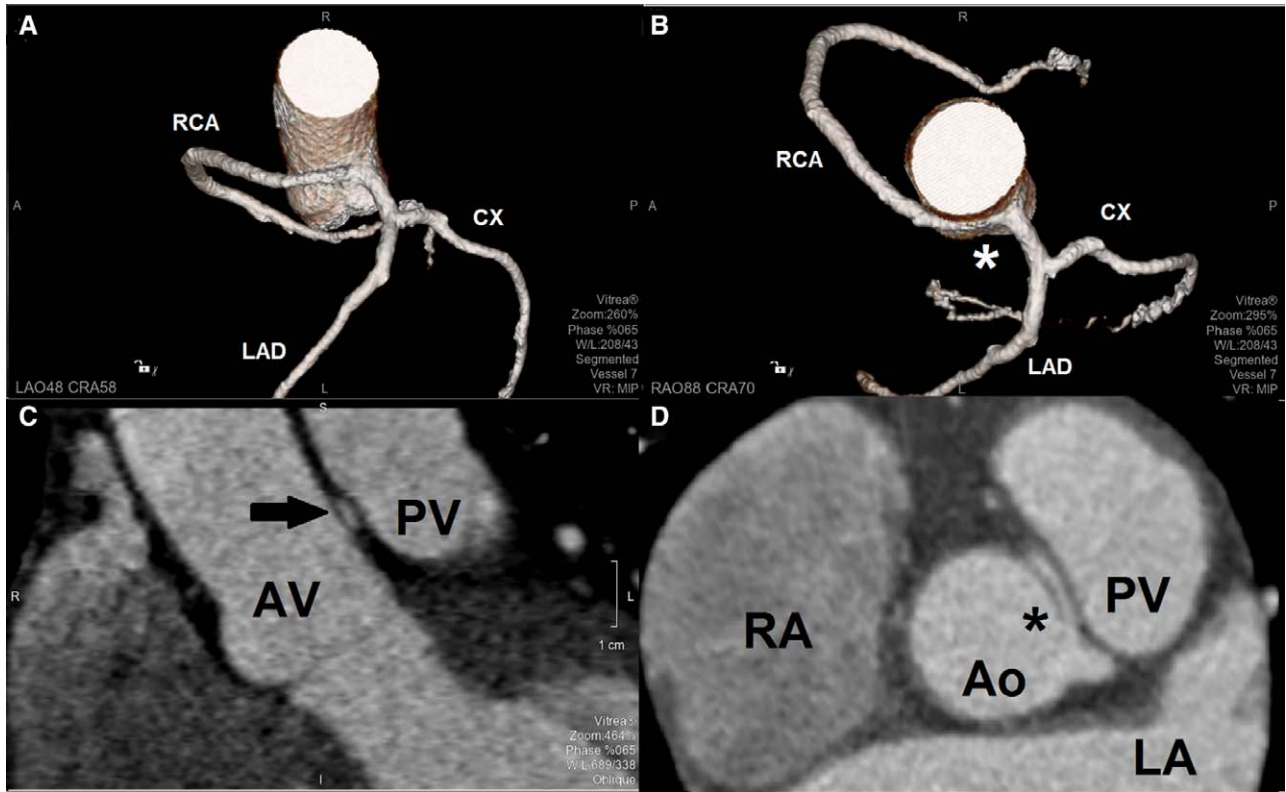 A
R
RCA
A
P
CX
Vitrea®
Zoom:260%
Phase %065
W/L:208/43
Segmented
Vessel 7
VR: MIP
LAD
LAO48 CRA58
L
B
R
RCA
A
P
CX
*
Vitrea®
Zoom:295%
Phase %065
W/L:208/43
Segmented
Vessel 7
VR: MIP
LAD
RAO88 CRA70
L
C
S
PV
AV
R
L
1 cm
Vitrea®
Zoom:464%
Phase %065
W/L:689/338
Oblique
I
D
RA
*
PV
Ao
LA